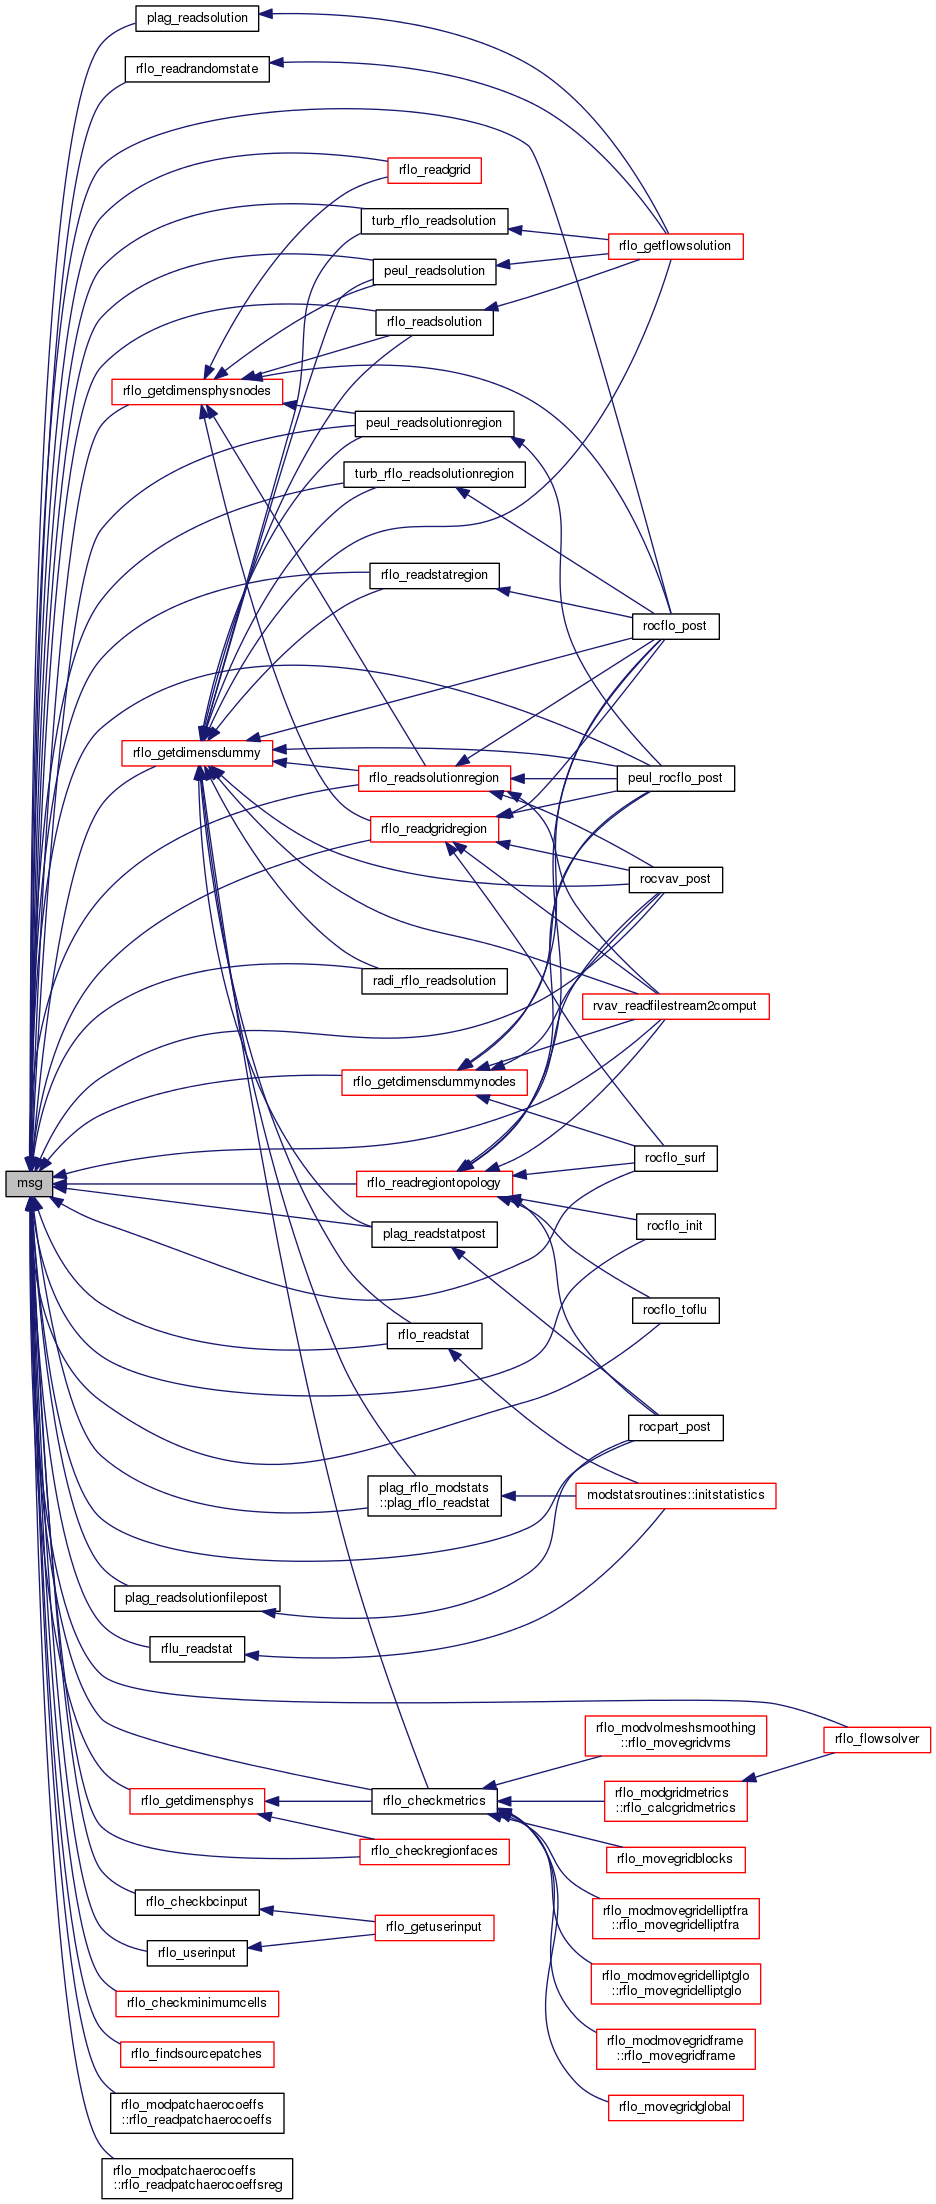 plag_readsolution
rflo_readrandomstate
rflo_readgrid
turb_rflo_readsolution
rflo_getflowsolution
peul_readsolution
rflo_readsolution
rflo_getdimensphysnodes
peul_readsolutionregion
turb_rflo_readsolutionregion
rflo_readstatregion
rocflo_post
rflo_getdimensdummy
rflo_readsolutionregion
peul_rocflo_post
rflo_readgridregion
rocvav_post
radi_rflo_readsolution
rvav_readfilestream2comput
rflo_getdimensdummynodes
rocflo_surf
msg
rflo_readregiontopology
plag_readstatpost
rocflo_init
rocflo_toflu
rflo_readstat
rocpart_post
plag_rflo_modstats
::plag_rflo_readstat
modstatsroutines::initstatistics
plag_readsolutionfilepost
rflu_readstat
rflo_modvolmeshsmoothing
::rflo_movegridvms
rflo_flowsolver
rflo_getdimensphys
rflo_checkmetrics
rflo_modgridmetrics
::rflo_calcgridmetrics
rflo_checkregionfaces
rflo_movegridblocks
rflo_checkbcinput
rflo_modmovegridelliptfra
::rflo_movegridelliptfra
rflo_getuserinput
rflo_userinput
rflo_modmovegridelliptglo
::rflo_movegridelliptglo
rflo_checkminimumcells
rflo_modmovegridframe
::rflo_movegridframe
rflo_findsourcepatches
rflo_movegridglobal
rflo_modpatchaerocoeffs
::rflo_readpatchaerocoeffs
rflo_modpatchaerocoeffs
::rflo_readpatchaerocoeffsreg